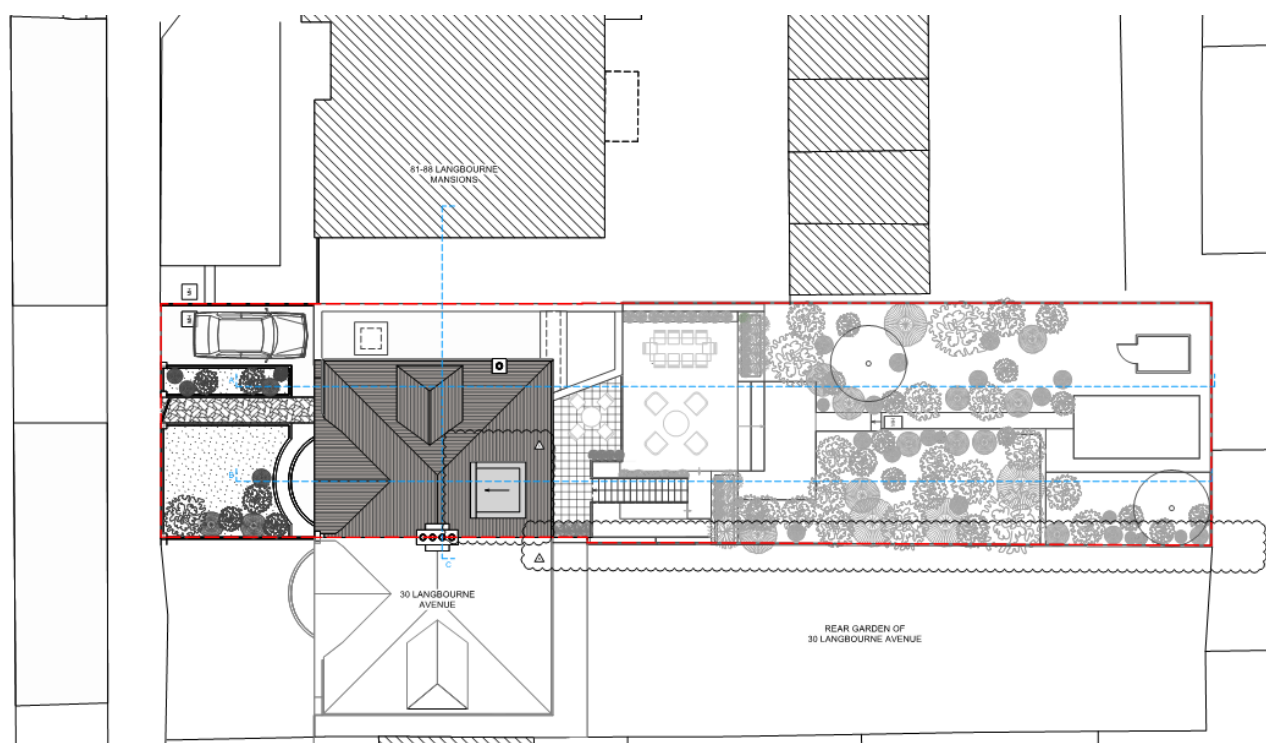 81-88 LANGBOURNE
MANSIONS
A
B
C
30 LANGBOURNE
AVENUE
REAR GARDEN OF
30 LANGBOURNE AVENUE